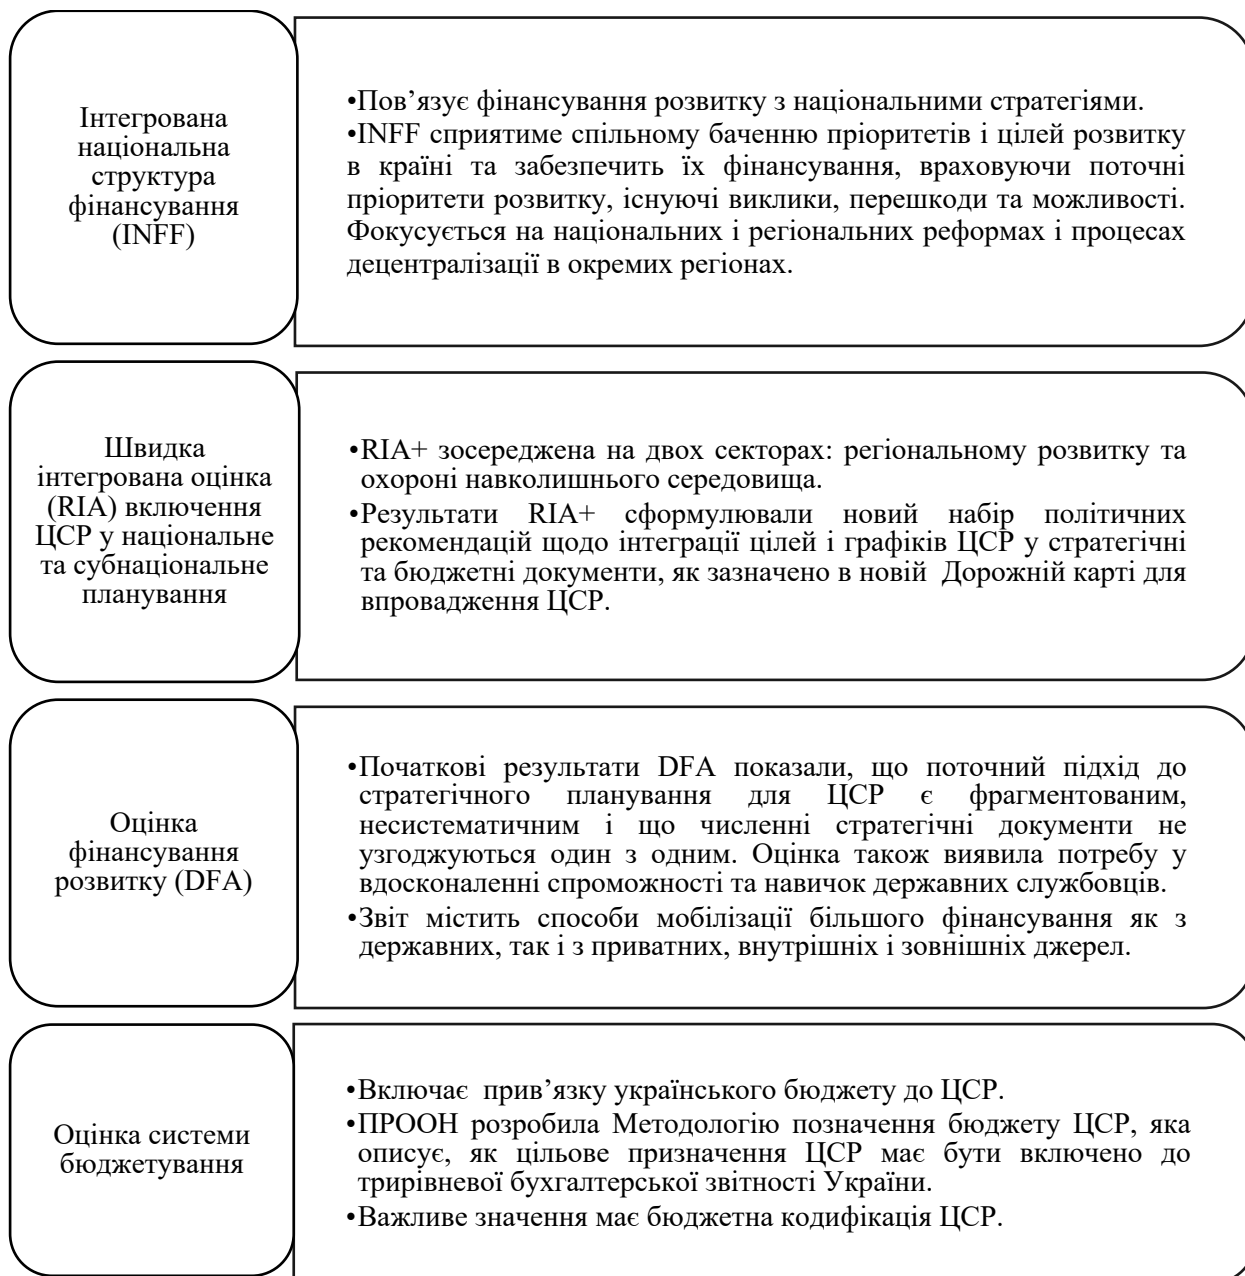 Інтегрована
національна
структура
фінансування
(INFF)
•Пов’язує фінансування розвитку з національними стратегіями.
•INFF сприятиме спільному баченню пріоритетів і цілей розвитку
в країні та забезпечить їх фінансування, враховуючи поточні
пріоритети розвитку, існуючі виклики, перешкоди та можливості.
Фокусується на національних і регіональних реформах і процесах
децентралізації в окремих регіонах.
Швидка
інтегрована оцінка
(RIA) включення
ЦСР у національне
та субнаціональне
планування
•RIA+ зосереджена на двох секторах: регіональному розвитку та
охороні навколишнього середовища.
•Результати RIA+ сформулювали новий набір політичних
рекомендацій щодо інтеграції цілей і графіків ЦСР у стратегічні
та бюджетні документи, як зазначено в новій Дорожній карті для
впровадження ЦСР.
Оцінка
фінансування
розвитку (DFA)
•Початкові результати DFA показали, що поточний підхід до
стратегічного планування для ЦСР є фрагментованим,
несистематичним і що численні стратегічні документи не
узгоджуються один з одним. Оцінка також виявила потребу у
вдосконаленні спроможності та навичок державних службовців.
•Звіт містить способи мобілізації більшого фінансування як з
державних, так і з приватних, внутрішніх і зовнішніх джерел.
Оцінка системи
бюджетування
•Включає прив’язку українського бюджету до ЦСР.
•ПРООН розробила Методологію позначення бюджету ЦСР, яка
описує, як цільове призначення ЦСР має бути включено до
трирівневої бухгалтерської звітності України.
•Важливе значення має бюджетна кодифікація ЦСР.